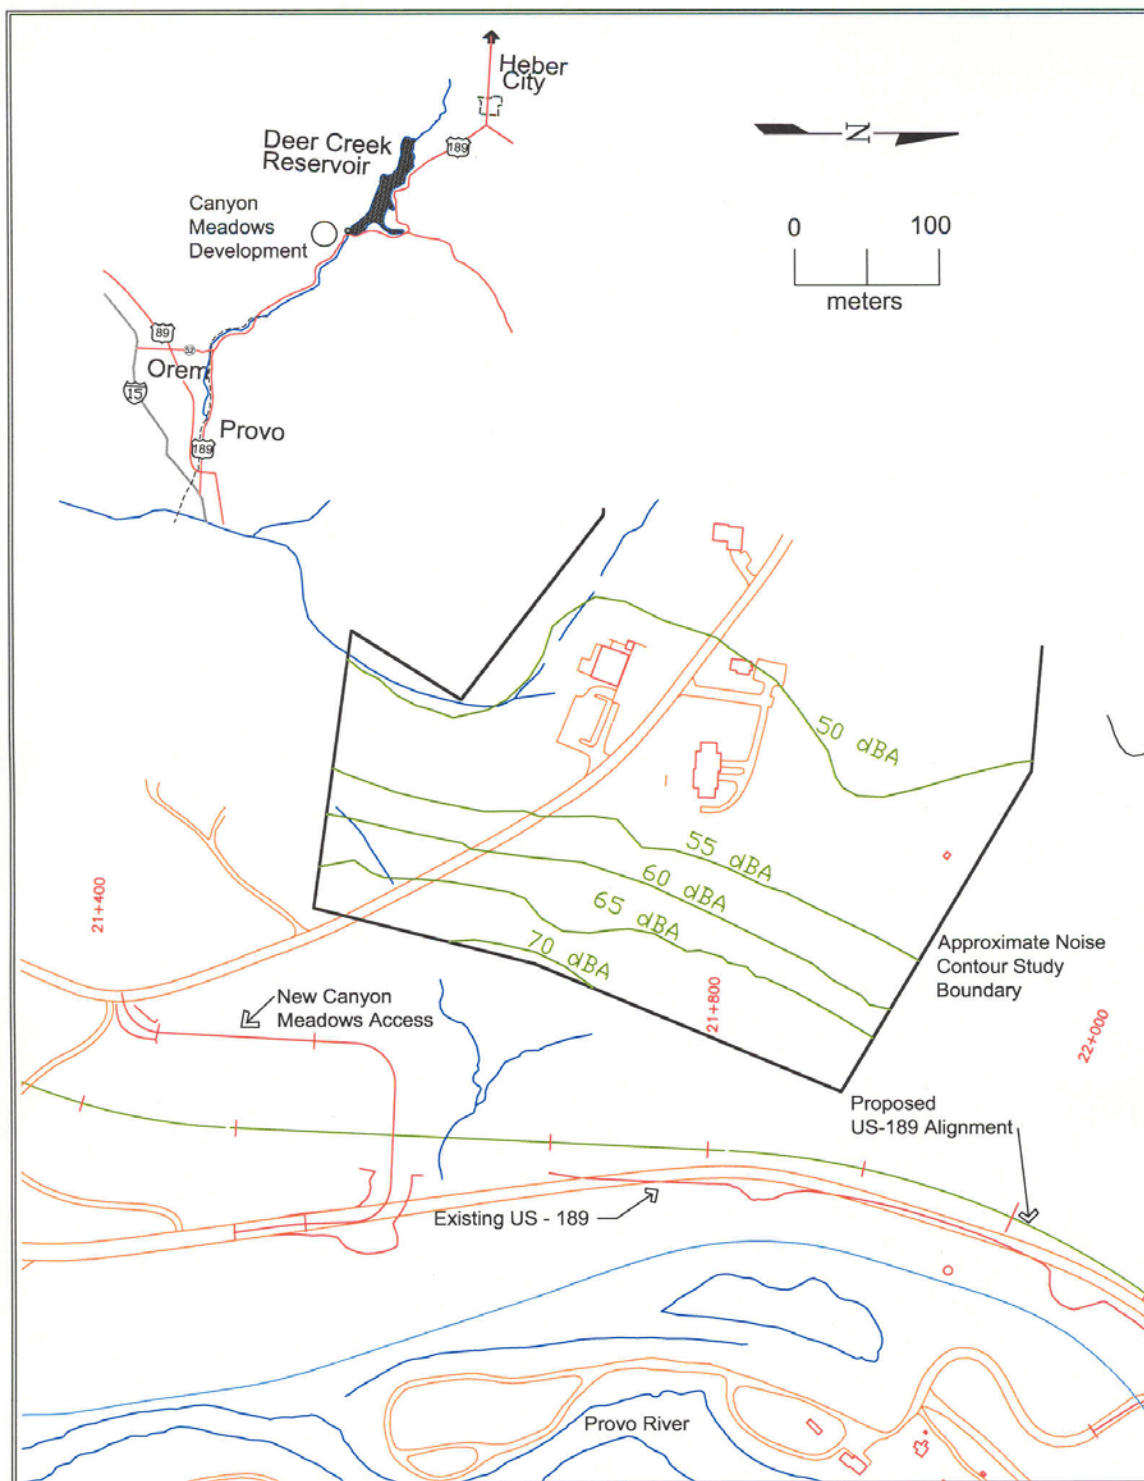 Heber
City
Deer Creek
Reservoir
189
Canyon
Meadows
Development
N
0
100
meters
89
52
Orem
15
Provo
189
50 dBA
55 dBA
60 dBA
65 dBA
70 dBA
21+400
21+800
22+000
Approximate Noise
Contour Study
Boundary
New Canyon
Meadows Access
Proposed
US-189 Alignment
Existing US - 189
Provo River